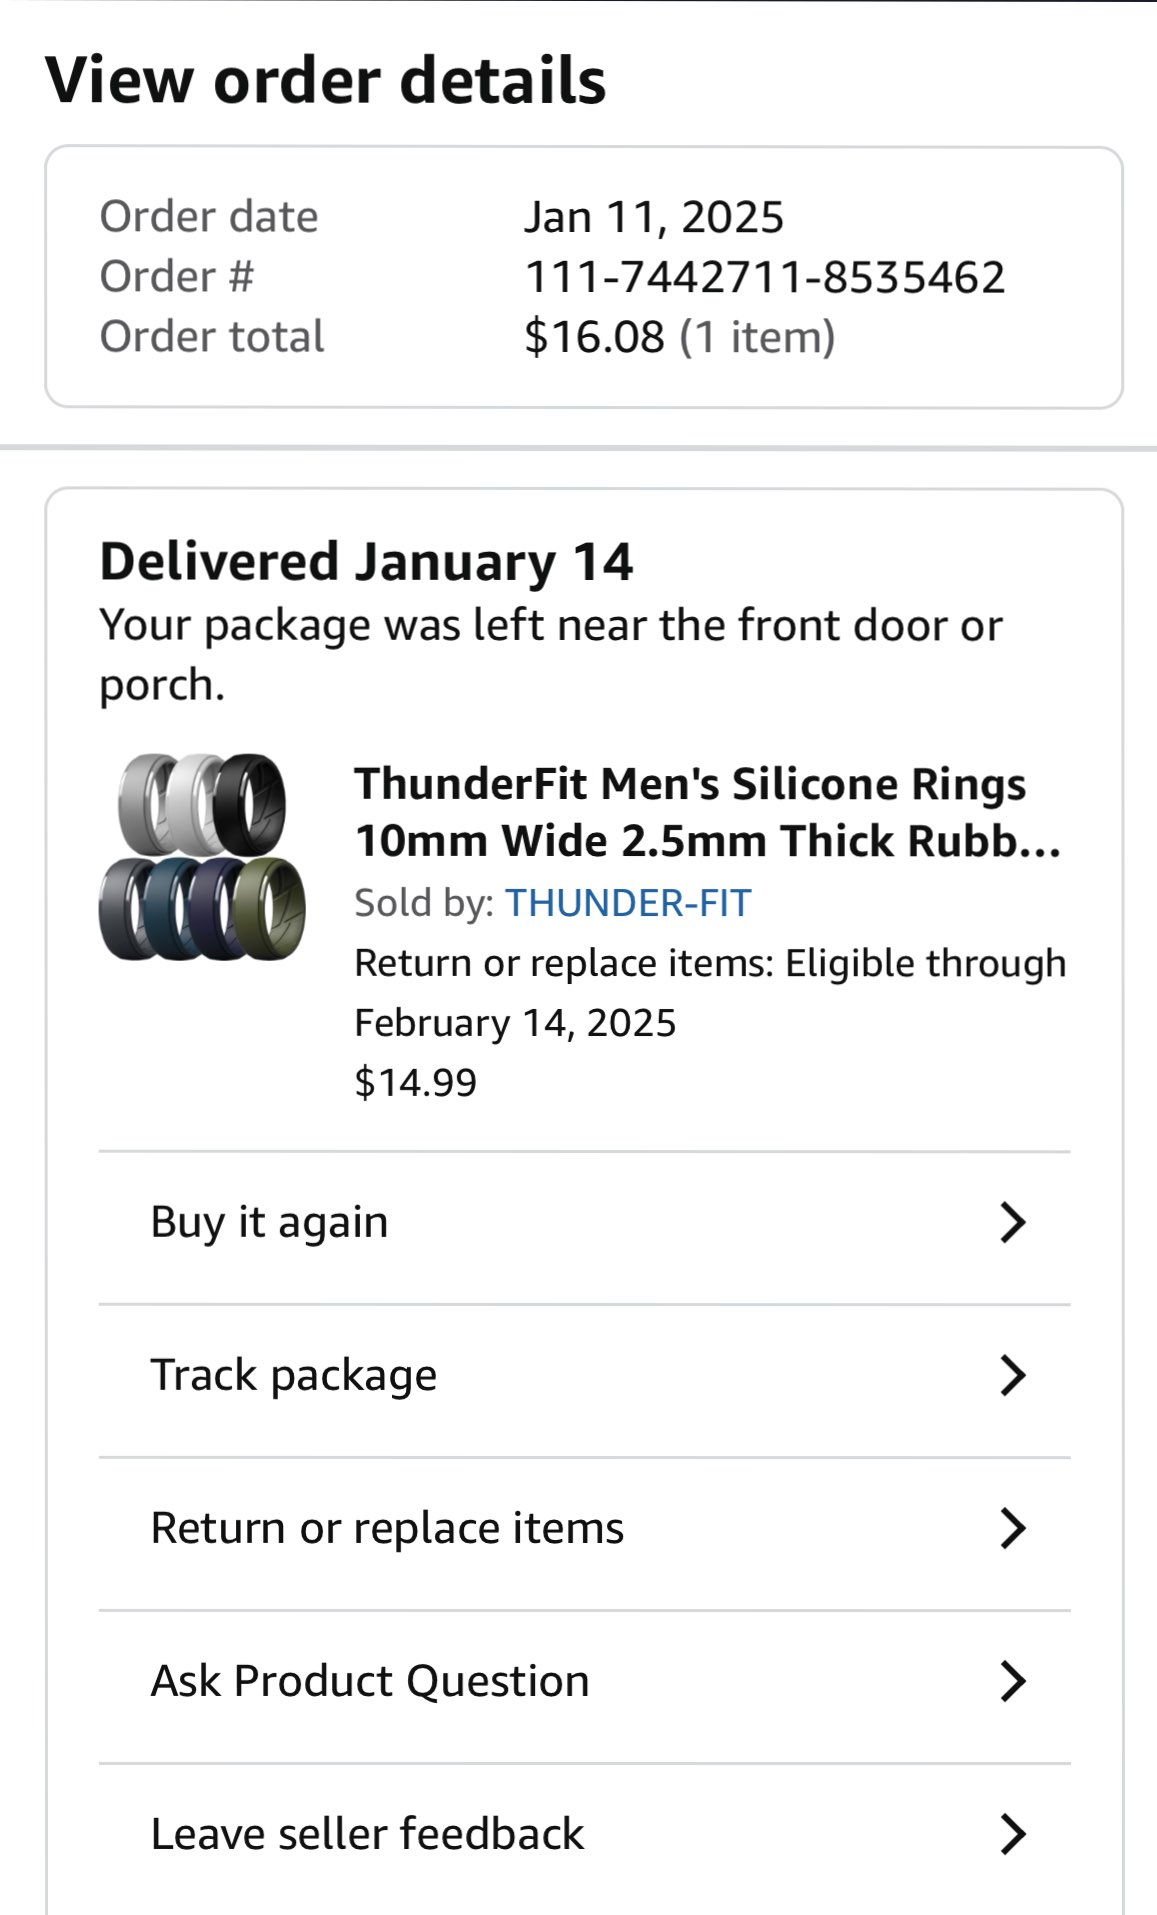 View order details
Order date Jan 11, 2025
Order # 111-7442711-8535462
Order total $16.08 (1 item)
Delivered January 14
Your package was left near the front door or
porch.
ThunderFit Men's Silicone Rings
10mm Wide 2.5mm Thick Rubb...
Sold by: THUNDER-FIT
Return or replace items: Eligible through
February 14, 2025
$14.99
Buy it again
Track package
Return or replace items
Ask Product Question
Leave seller feedback